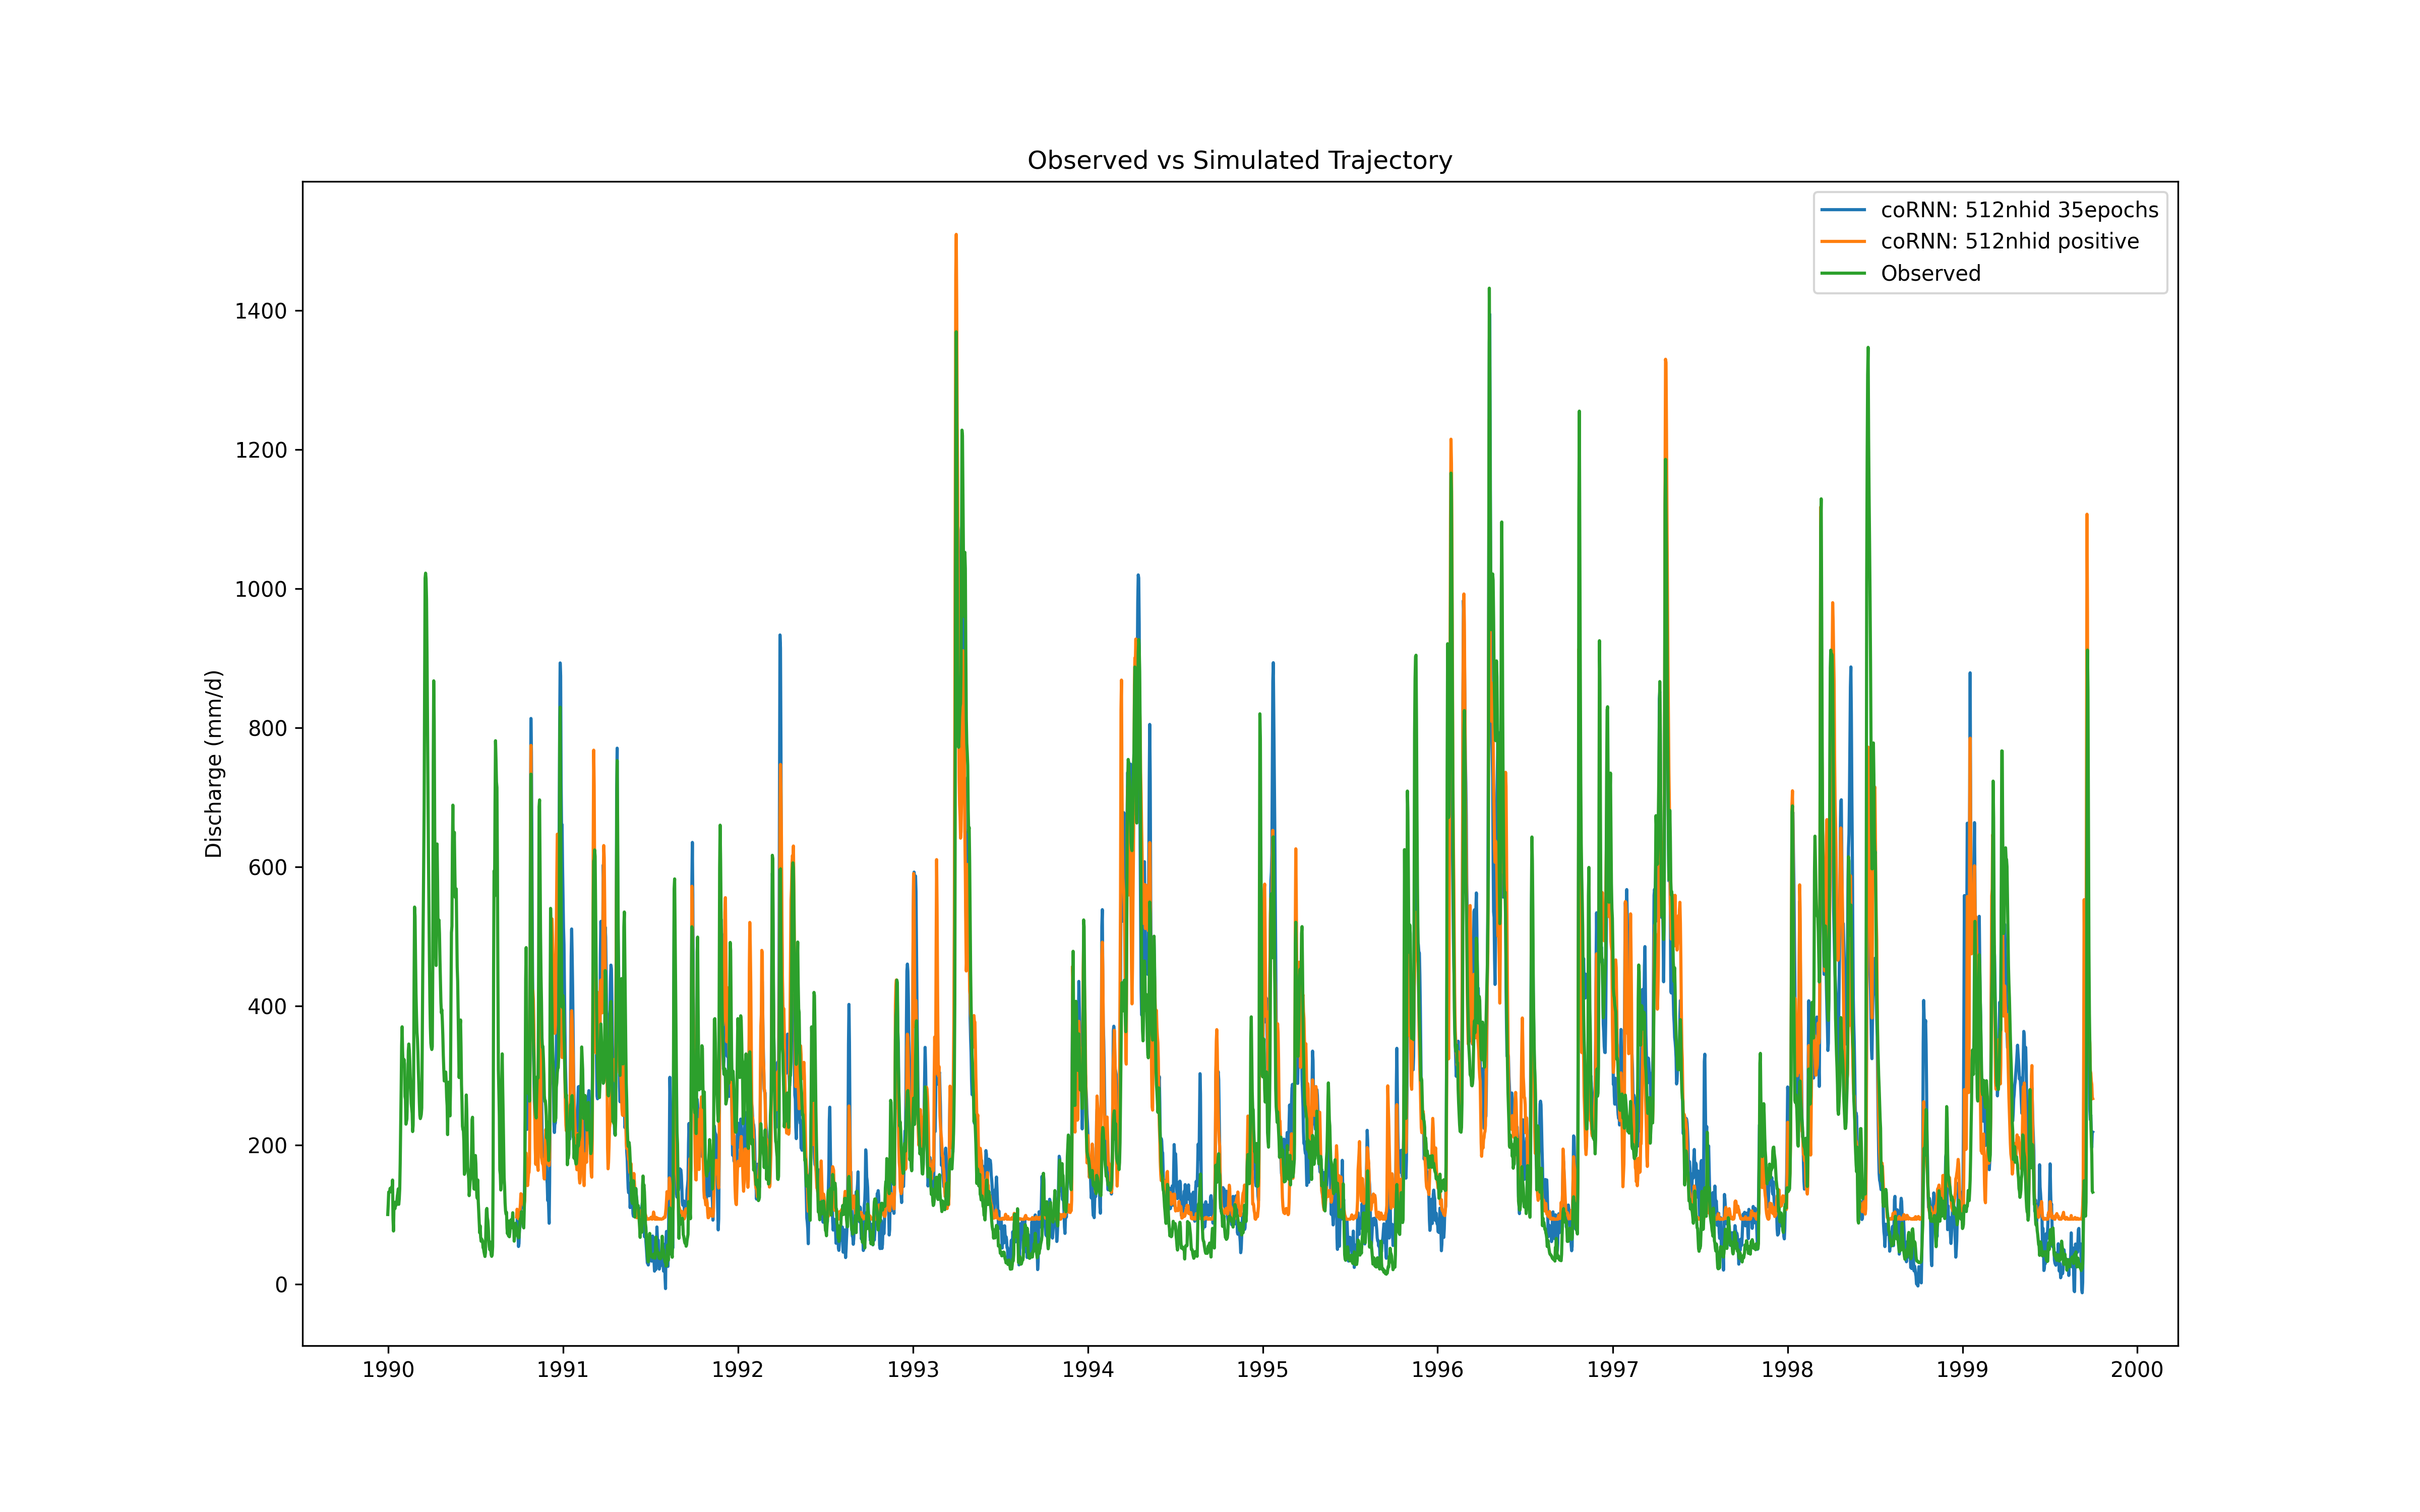 Observed vs Simulated Trajectory
coRNN: 512nhid 35epochs
coRNN: 512nhid positive
Observed
Discharge (mm/d)
1400
1200
1000
800
600
400
200
0
1990 1991 1992 1993 1994 1995 1996 1997 1998 1999 2000